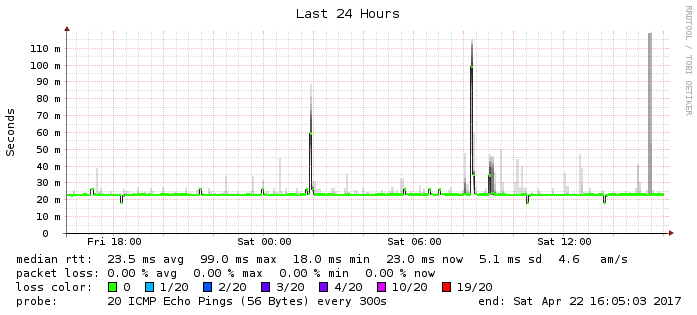 Last 24 Hours
RRDTOOL / TOBI OETIKER
Seconds
110 m
100 m
90 m
80 m
70 m
60 m
50 m
40 m
30 m
20 m
10 m
0
Fri 18:00 Sat 00:00 Sat 06:00 Sat 12:00
median rtt: 23.5 ms avg 99.0 ms max 18.0 ms min 23.0 ms now 5.1 ms sd 4.6 am/s
packet loss: 0.00 % avg 0.00 % max 0.00 % min 0.00 % now
loss color: 0 1/20 2/20 3/20 4/20 10/20 19/20
probe: 20 ICMP Echo Pings (56 Bytes) every 300s end: Sat Apr 22 16:05:03 2017